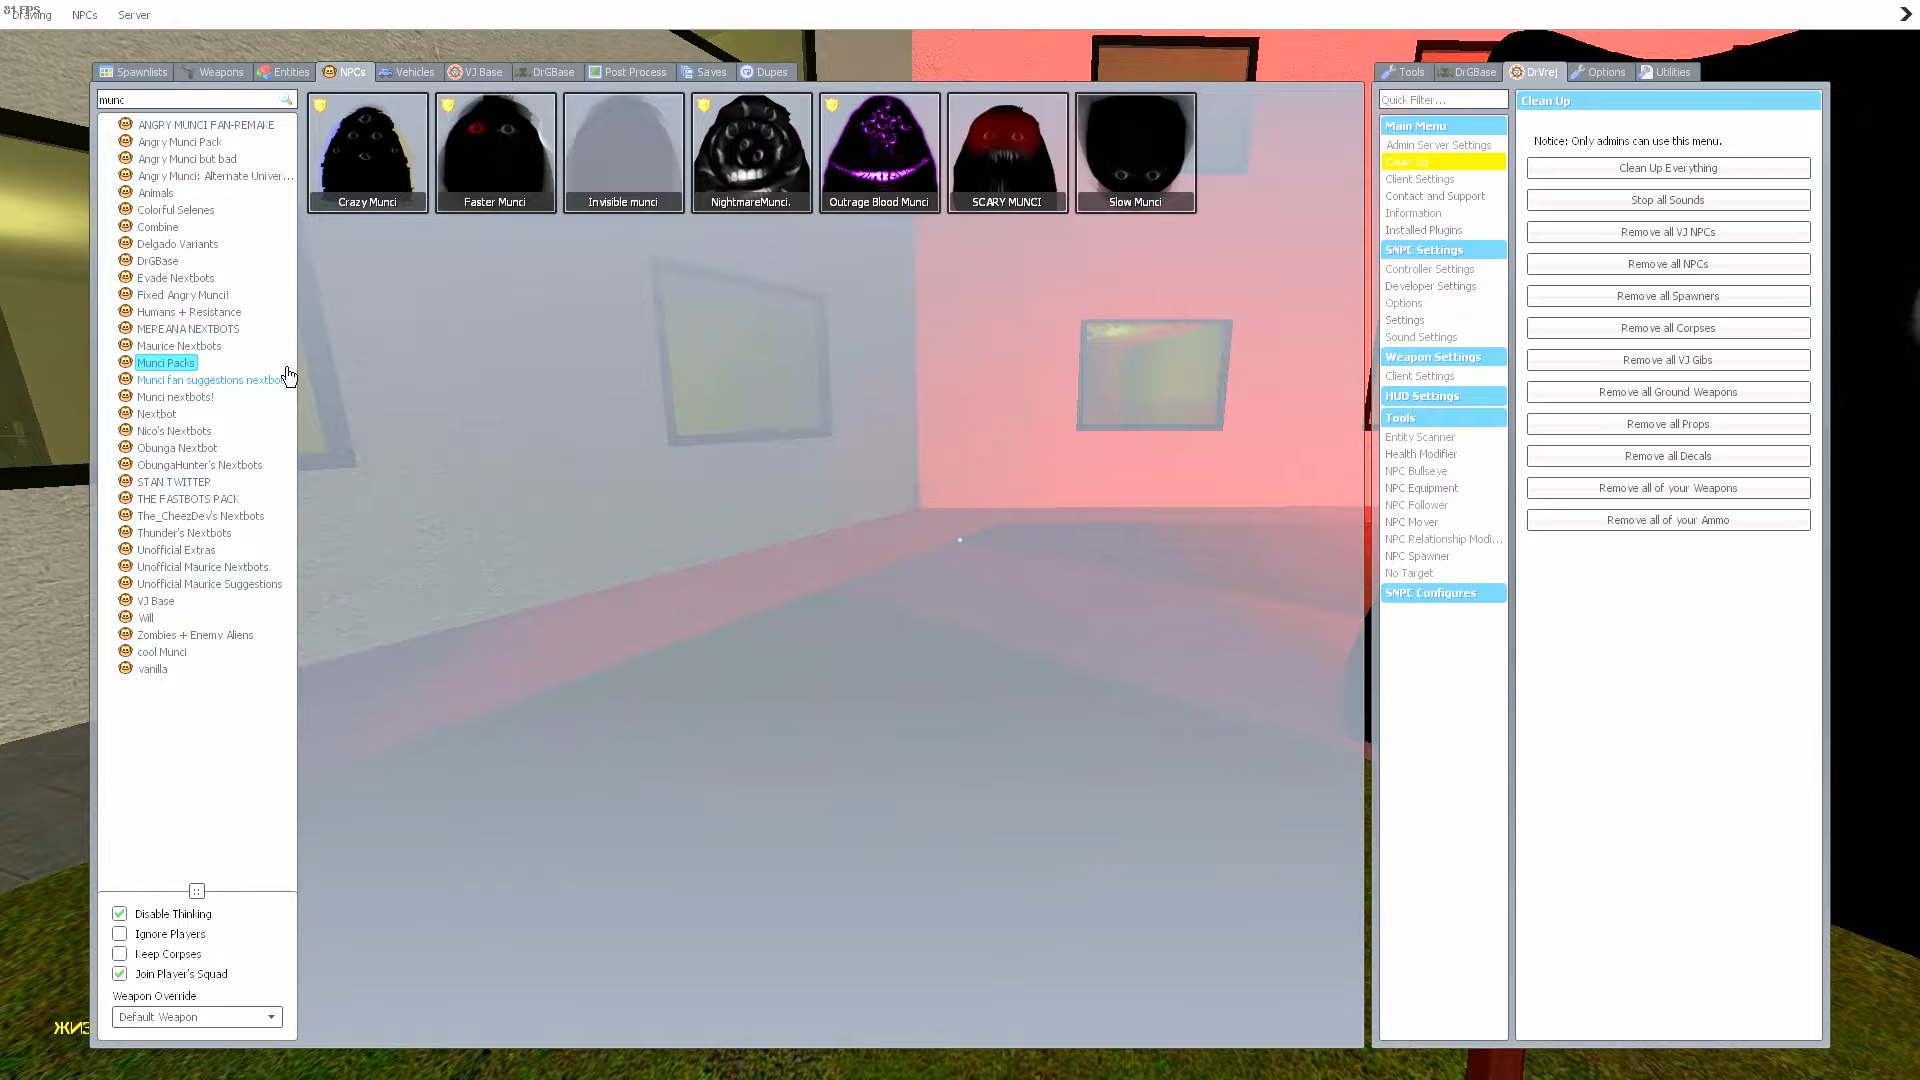 81 FPS
Drawing NPCs Server
Spawnlists Weapons Entities NPCs Vehicles VJ Base DrGBase Post Process Saves Dupes
munc
ANGRY MUNCI FAN-REMAKE
Angry Munci Pack
Angry Munci but bad
Angry Munci: Alternate Univer...
Animals
Colorful Selenes
Combine
Delgado Variants
DrGBase
Evade Nextbots
Fixed Angry Munci!
Humans + Resistance
MEREANA NEXTBOTS
Maurice Nextbots
Munci Packs
Munci fan suggestions nextbo
Munci nextbots!
Nextbot
Nico's Nextbots
Obunga Nextbot
ObungaHunter's Nextbots
STAN TWITTER
THE FASTBOTS PACK
The_CheezDev's Nextbots
Thunder's Nextbots
Unofficial Extras
Unofficial Maurice Nextbots
Unofficial Maurice Suggestions
VJ Base
Will
Zombies + Enemy Aliens
cool Munci
vanilla
Disable Thinking
Ignore Players
Keep Corpses
Join Player's Squad
Weapon Override
Default Weapon
ЖИЗ
Crazy Munci
Faster Munci
Invisible munci
NightmareMunci.
Outrage Blood Munci
SCARY MUNCI
Slow Munci
Tools DrGBase DrVrej Options Utilities
Quick Filter...
Main Menu
Admin Server Settings
Clean Up
Client Settings
Contact and Support
Information
Installed Plugins
SNPC Settings
Controller Settings
Developer Settings
Options
Settings
Sound Settings
Weapon Settings
Client Settings
HUD Settings
Tools
Entity Scanner
Health Modifier
NPC Bullseye
NPC Equipment
NPC Follower
NPC Mover
NPC Relationship Modi...
NPC Spawner
No Target
SNPC Configures
Clean Up
Notice: Only admins can use this menu.
Clean Up Everything
Stop all Sounds
Remove all VJ NPCs
Remove all NPCs
Remove all Spawners
Remove all Corpses
Remove all VJ Gibs
Remove all Ground Weapons
Remove all Props
Remove all Decals
Remove all of your Weapons
Remove all of your Ammo